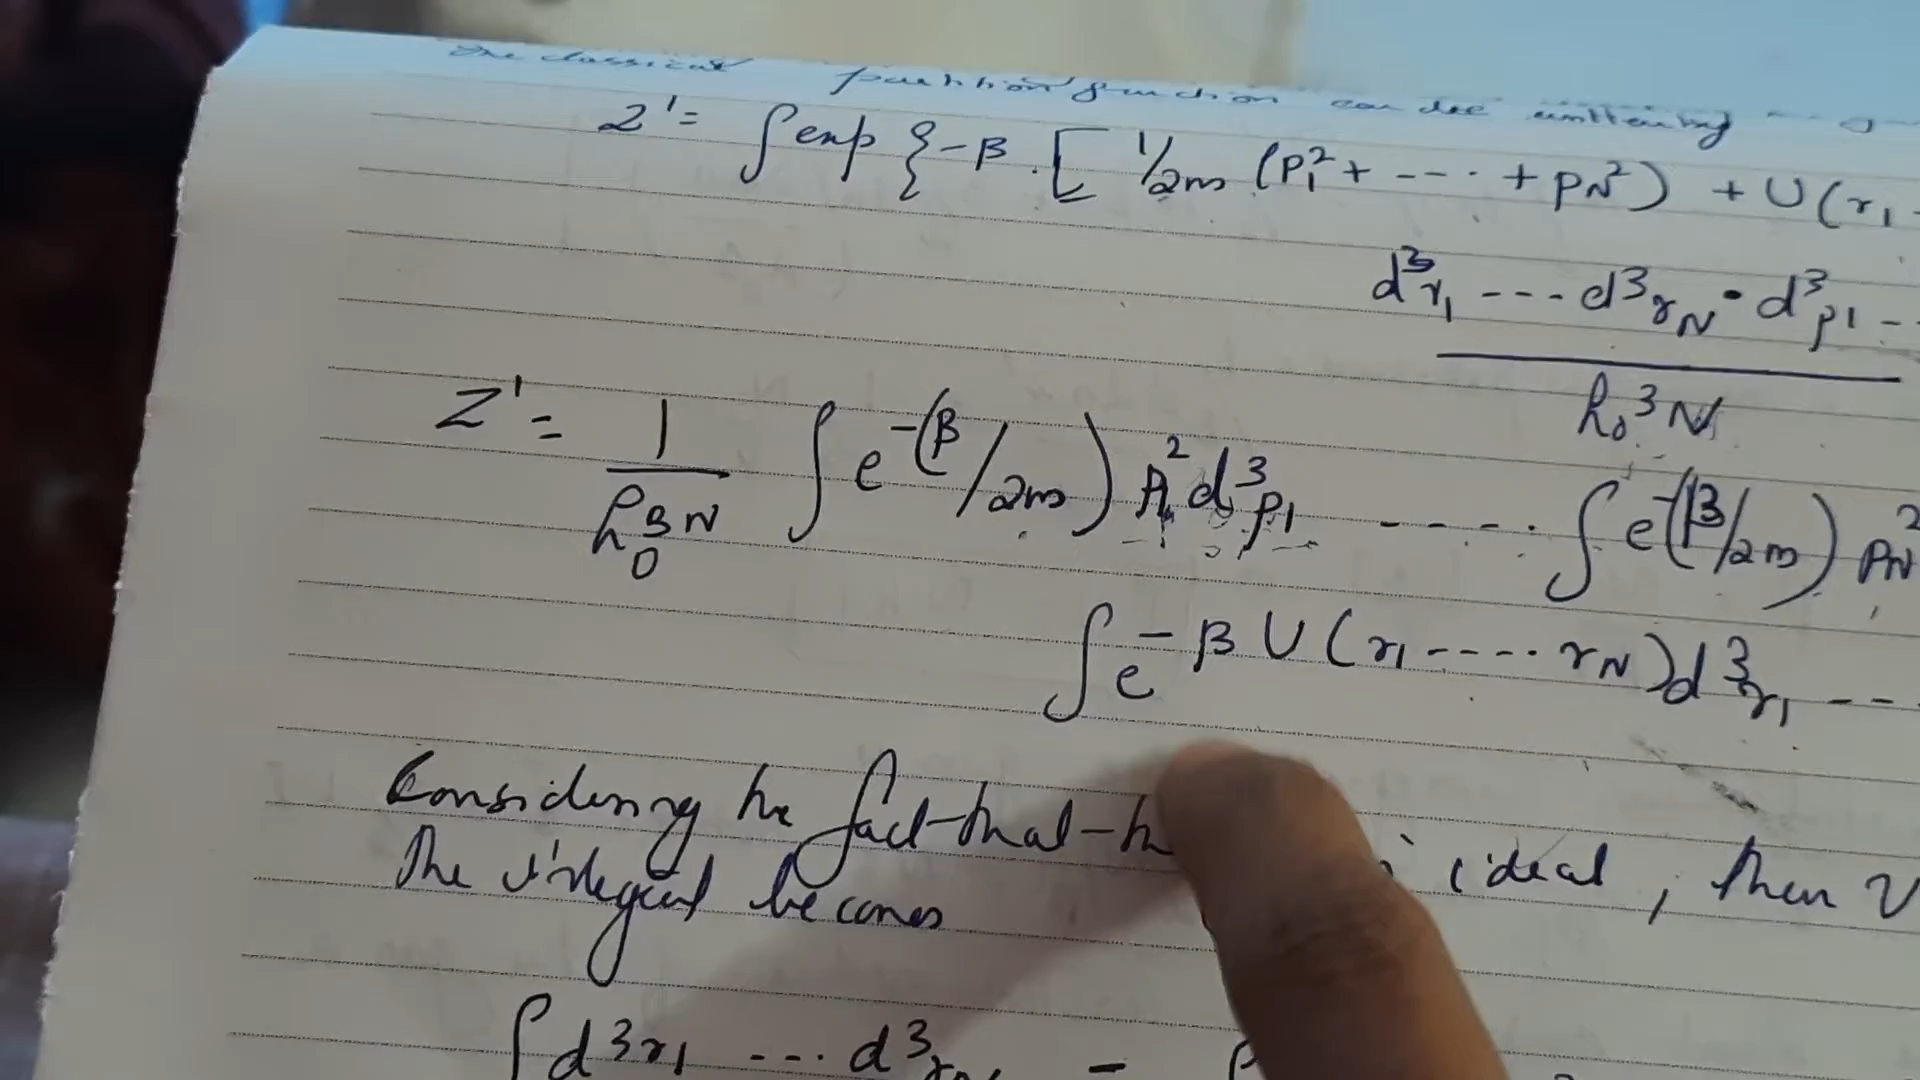 the classical partition function can be written
Z' = ∫ exp { -β . [ 1/2m (p₁² + ---- + pN²) + U(r₁ -
d³r₁ --- d³rN · d³p1 --
h₀³N
Z' = 1/h₀³ᴺ ∫ e^-(β/2m) p₁² d³p1 ----- ∫ e^-(β/2m) pN²
∫ e^-βU(r₁ ---- rN) d³r₁ ---
Considering the fact that ideal, then U
The integral becomes
∫ d³r₁ --- d³rN =